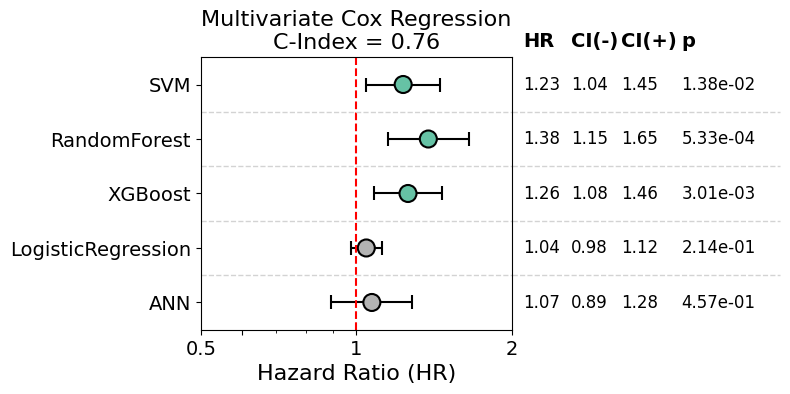 Multivariate Cox Regression
C-Index = 0.76
HR CI(-) CI(+) p
SVM 1.23 1.04 1.45 1.38e-02
RandomForest 1.38 1.15 1.65 5.33e-04
XGBoost 1.26 1.08 1.46 3.01e-03
LogisticRegression 1.04 0.98 1.12 2.14e-01
ANN 1.07 0.89 1.28 4.57e-01
0.5 1 2
Hazard Ratio (HR)